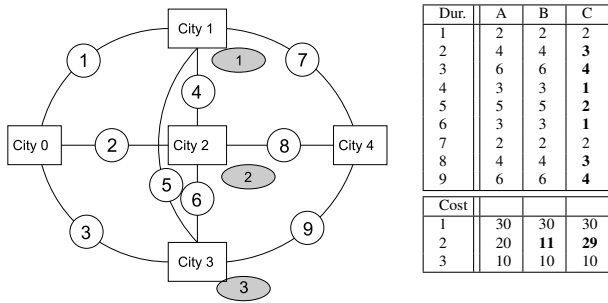 City 1
1
1
7
4
City 0
2
City 2
8
City 4
2
5
6
3
9
City 3
3
Dur. A B C
1 2 2 2
2 4 4 3
3 6 6 4
4 3 3 1
5 5 5 2
6 3 3 1
7 2 2 2
8 4 4 3
9 6 6 4
Cost
1 30 30 30
2 20 11 29
3 10 10 10